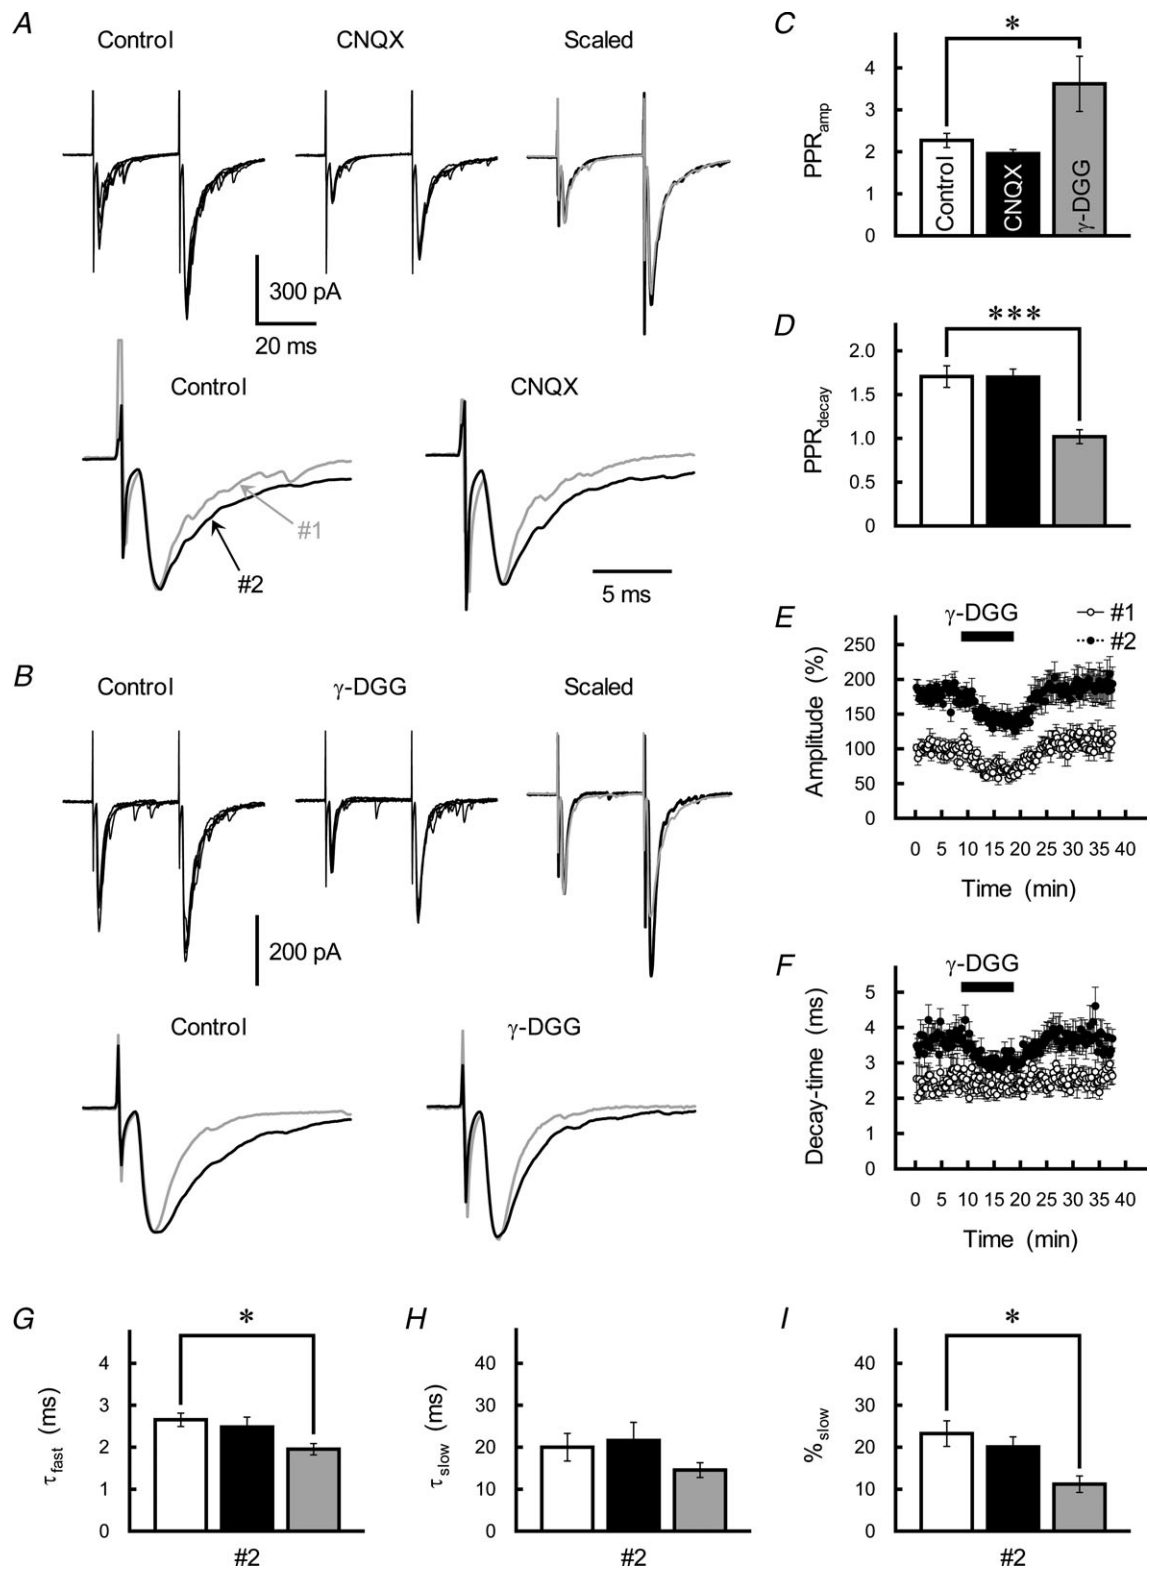 A
Control CNQX Scaled
300 pA
20 ms
Control CNQX
#1
#2
5 ms
B
Control γ-DGG Scaled
200 pA
Control γ-DGG
C
*
PPRamp
4
3
2
1
0
Control
CNQX
γ-DGG
D
***
PPRdecay
2.0
1.5
1.0
0.5
0
E
γ-DGG
#1
#2
Amplitude (%)
250
200
150
100
50
0
0 5 10 15 20 25 30 35 40
Time (min)
F
γ-DGG
Decay-time (ms)
5
4
3
2
1
0
0 5 10 15 20 25 30 35 40
Time (min)
G
*
τfast (ms)
4
3
2
1
0
#2
H
τslow (ms)
40
30
20
10
0
#2
I
*
%slow
40
30
20
10
0
#2